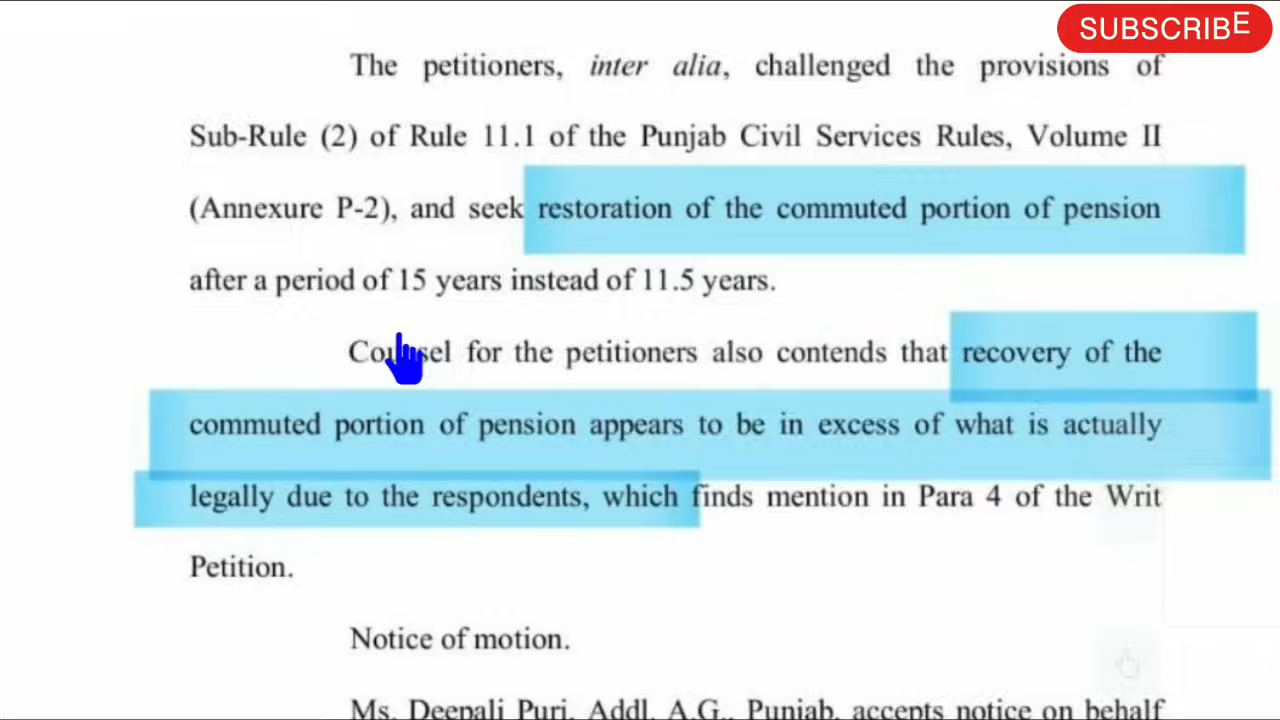 SUBSCRIBE
The petitioners, inter alia, challenged the provisions of
Sub-Rule (2) of Rule 11.1 of the Punjab Civil Services Rules, Volume II
(Annexure P-2), and seek restoration of the commuted portion of pension
after a period of 15 years instead of 11.5 years.
Counsel for the petitioners also contends that recovery of the
commuted portion of pension appears to be in excess of what is actually
legally due to the respondents, which finds mention in Para 4 of the Writ
Petition.
Notice of motion.
Ms. Deepali Puri, Addl. A.G., Punjab, accepts notice on behalf